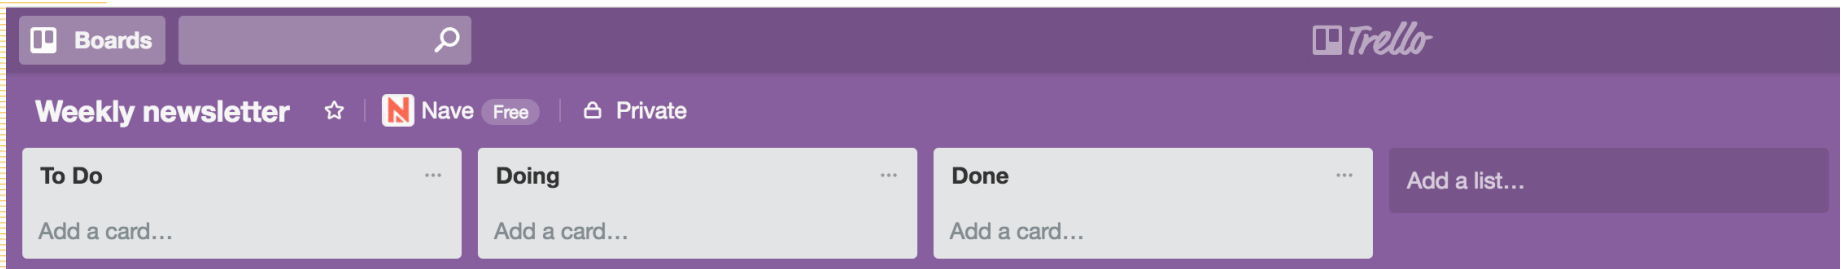 Boards
Trello
Weekly newsletter Nave Free Private
To Do ... Doing ... Done ... Add a list...
Add a card... Add a card... Add a card...